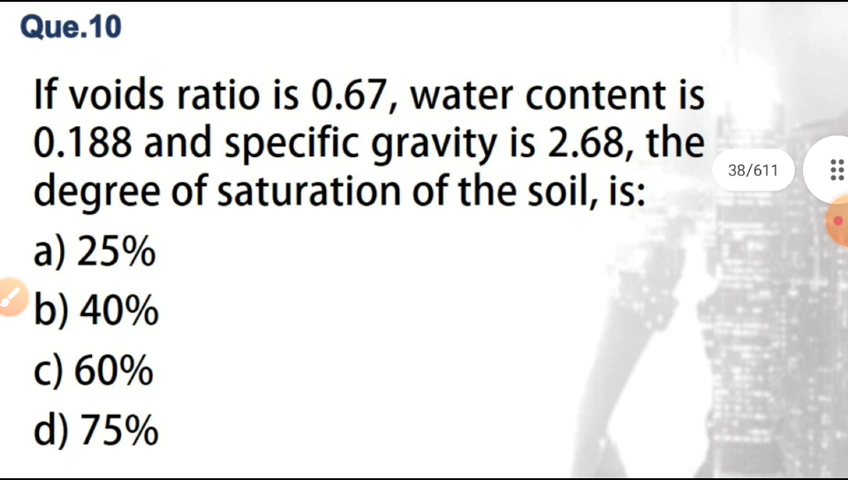 Que.10
If voids ratio is 0.67, water content is
0.188 and specific gravity is 2.68, the
38/611
degree of saturation of the soil, is:
a) 25%
b) 40%
c) 60%
d) 75%